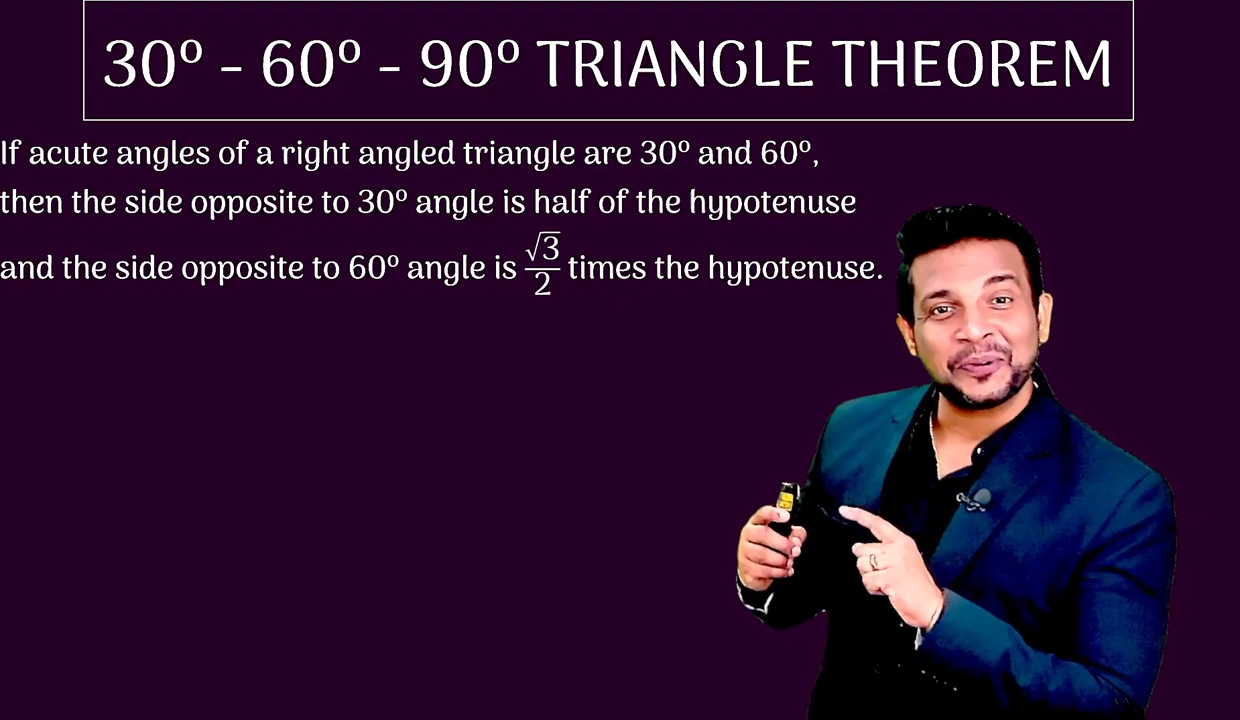 30º - 60º - 90º TRIANGLE THEOREM
If acute angles of a right angled triangle are 30º and 60º,
then the side opposite to 30º angle is half of the hypotenuse
and the side opposite to 60º angle is √3/2 times the hypotenuse.